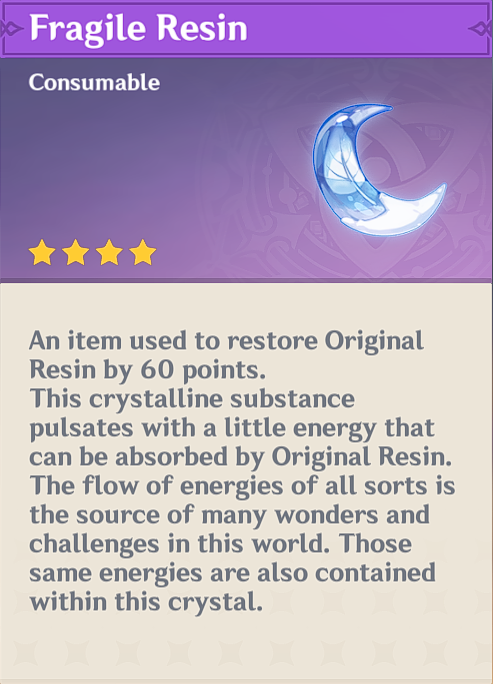 Fragile Resin
Consumable
An item used to restore Original
Resin by 60 points.
This crystalline substance
pulsates with a little energy that
can be absorbed by Original Resin.
The flow of energies of all sorts is
the source of many wonders and
challenges in this world. Those
same energies are also contained
within this crystal.